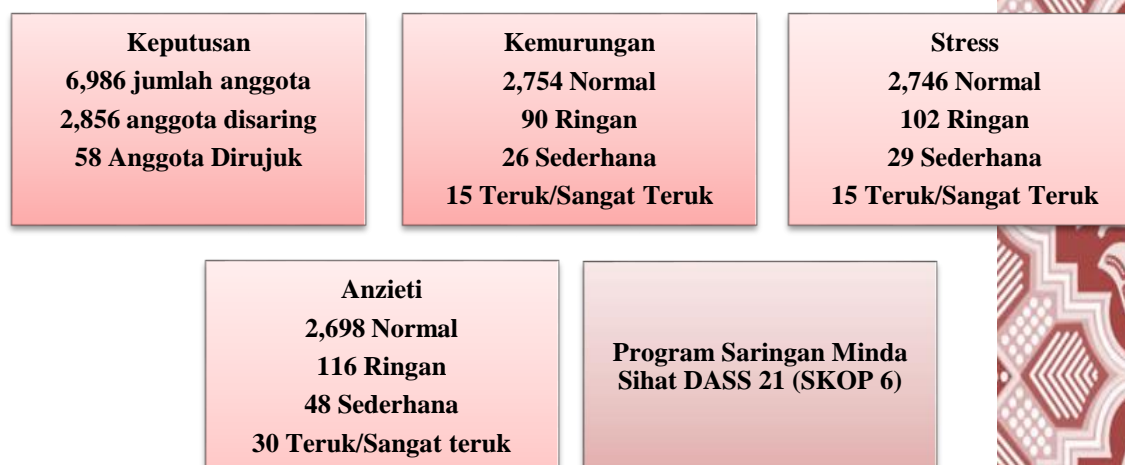 Keputusan
6,986 jumlah anggota
2,856 anggota disaring
58 Anggota Dirujuk
Kemurungan
2,754 Normal
90 Ringan
26 Sederhana
15 Teruk/Sangat Teruk
Stress
2,746 Normal
102 Ringan
29 Sederhana
15 Teruk/Sangat Teruk
Anzieti
2,698 Normal
116 Ringan
48 Sederhana
30 Teruk/Sangat teruk
Program Saringan Minda
Sihat DASS 21 (SKOP 6)